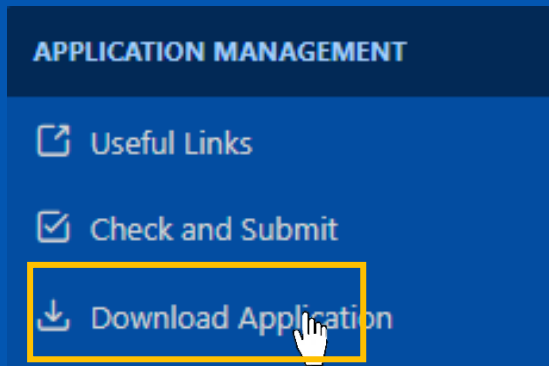 APPLICATION MANAGEMENT
Useful Links
Check and Submit
Download Application